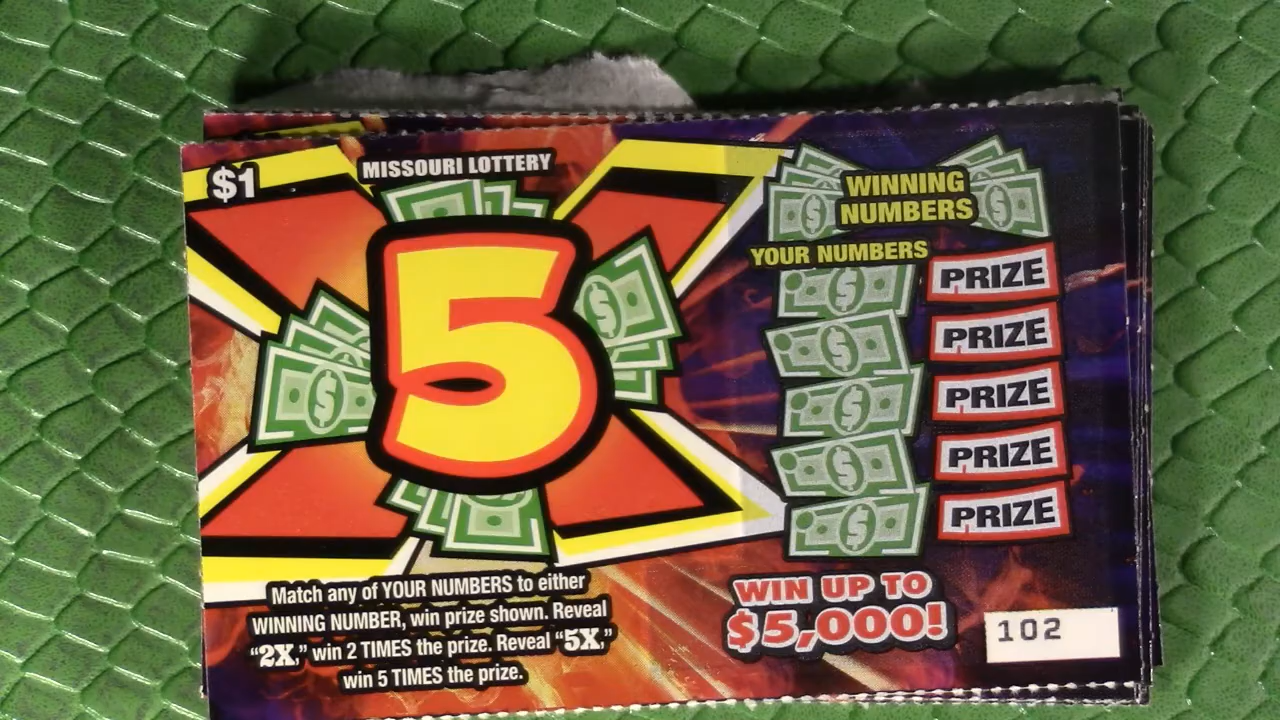 $1
MISSOURI LOTTERY
5
Match any of YOUR NUMBERS to either
WINNING NUMBER, win prize shown. Reveal
“2X,” win 2 TIMES the prize. Reveal “5X,”
win 5 TIMES the prize.
WINNING
NUMBERS
YOUR NUMBERS
PRIZE
PRIZE
PRIZE
PRIZE
PRIZE
WIN UP TO
$5,000!
102